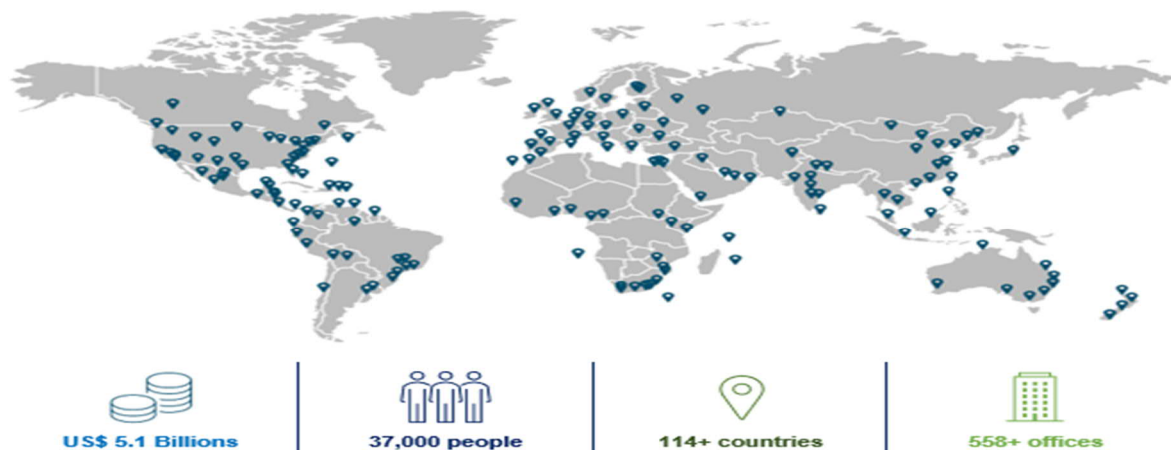 US$ 5.1 Billions
37,000 people
114+ countries
558+ offices